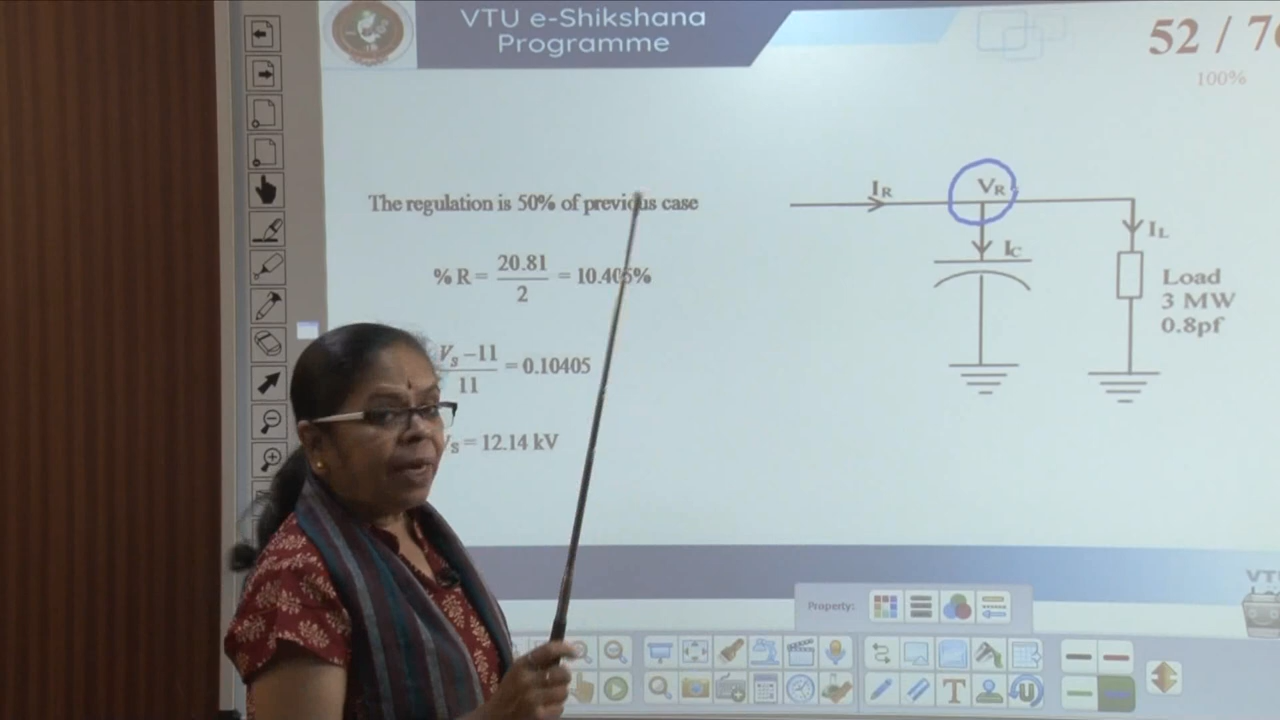 VTU e-Shikshana
Programme
52 / 7
100%
The regulation is 50% of previous case
% R = 20.81 / 2 = 10.405%
Vs – 11 / 11 = 0.10405
s = 12.14 kV
IR
VR
IC
IL
Load
3 MW
0.8pf
Property:
VTU
T